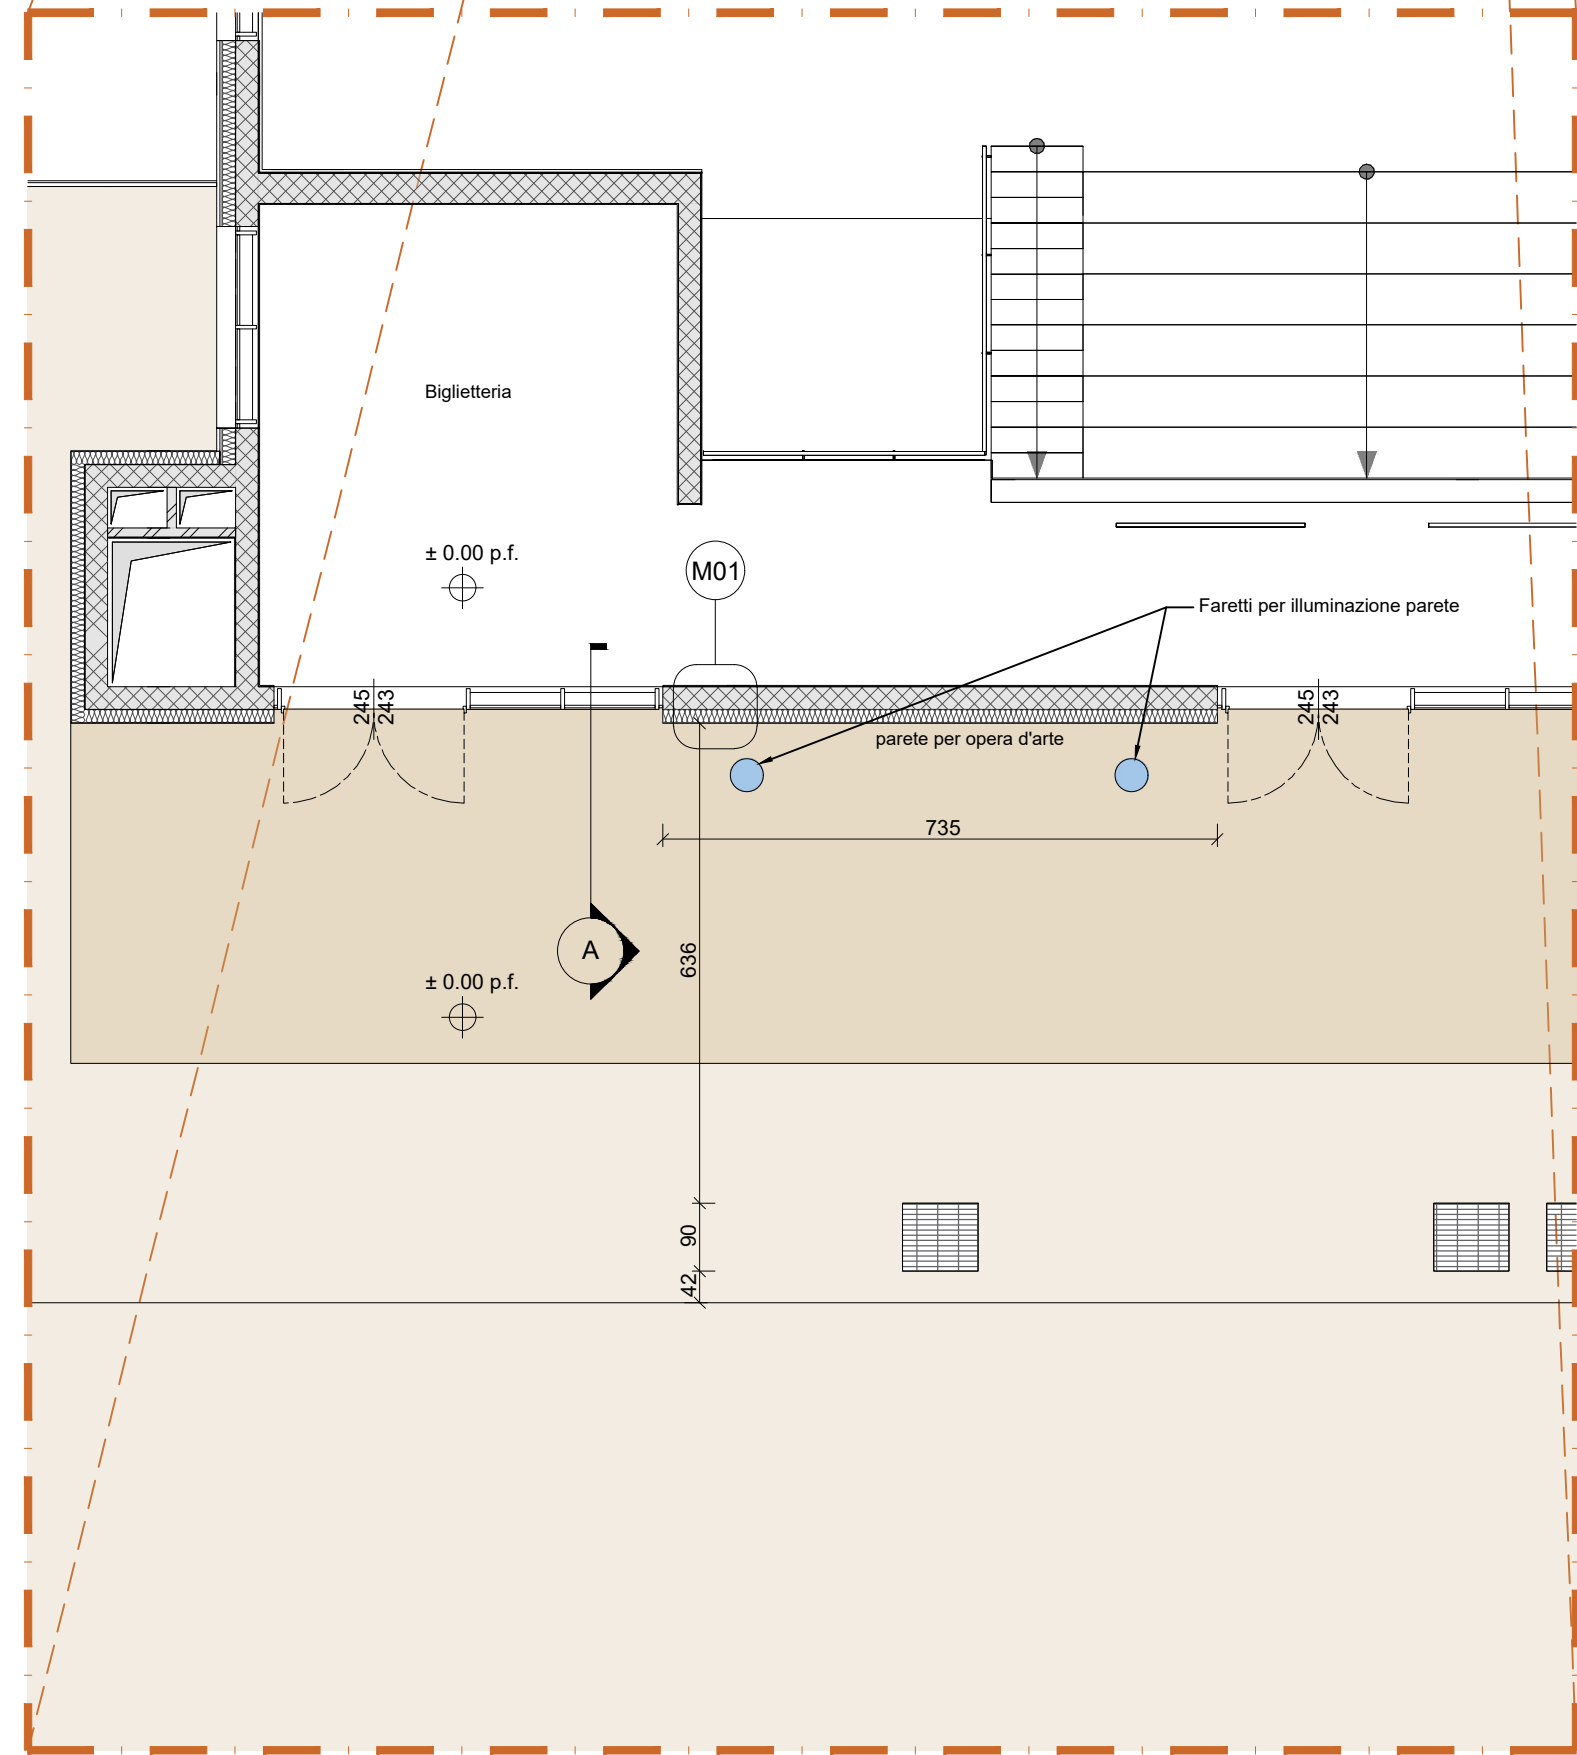 Biglietteria
± 0.00 p.f.
M01
Faretti per illuminazione parete
245
243
245
243
parete per opera d'arte
735
A
636
± 0.00 p.f.
90
42